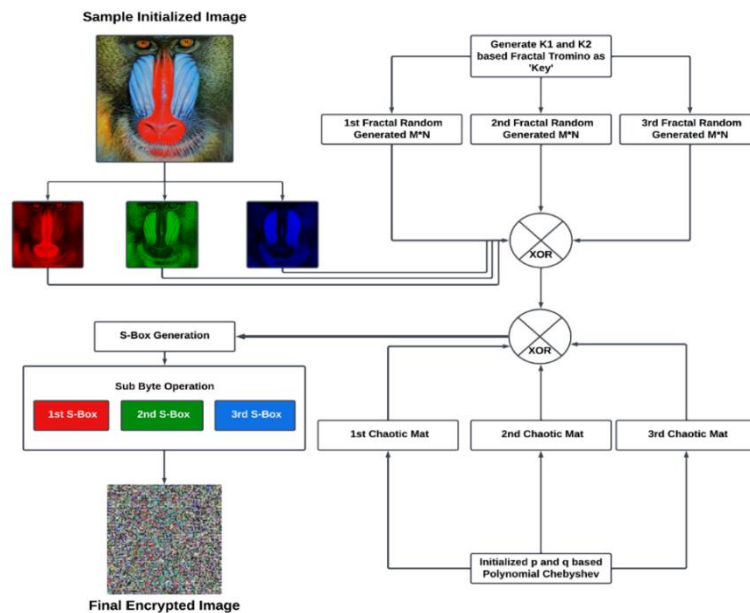 Sample Initialized Image
Generate K1 and K2
based Fractal Tromino as
'Key'
1st Fractal Random
Generated M*N
2nd Fractal Random
Generated M*N
3rd Fractal Random
Generated M*N
XOR
XOR
S-Box Generation
Sub Byte Operation
1st S-Box
2nd S-Box
3rd S-Box
1st Chaotic Mat
2nd Chaotic Mat
3rd Chaotic Mat
Initialized p and q based
Polynomial Chebyshev
Final Encrypted Image